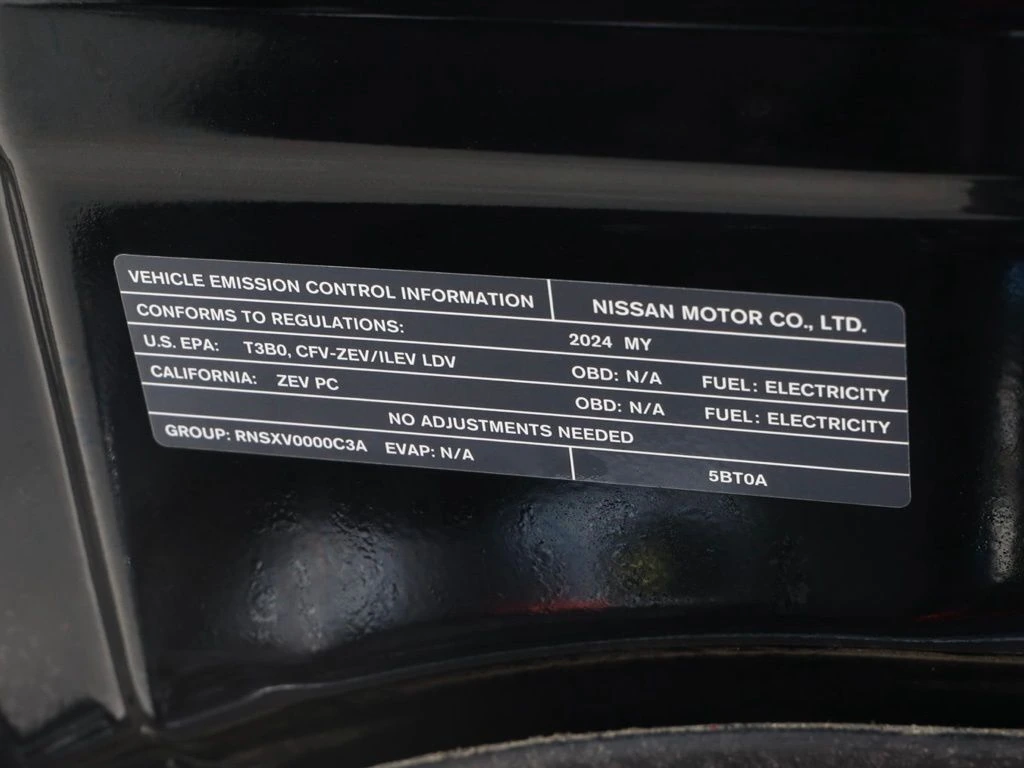 VEHICLE EMISSION CONTROL INFORMATION NISSAN MOTOR CO., LTD.
CONFORMS TO REGULATIONS: 2024 MY
U.S. EPA: T3B0, CFV-ZEV/ILEV LDV OBD: N/A FUEL: ELECTRICITY
CALIFORNIA: ZEV PC OBD: N/A FUEL: ELECTRICITY
NO ADJUSTMENTS NEEDED
GROUP: RNSXV0000C3A EVAP: N/A 5BT0A